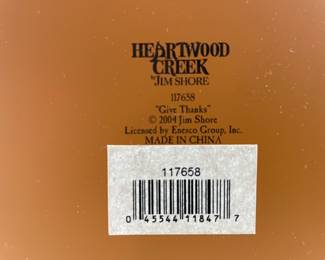 HEARTWOOD
CREEK
by JIM SHORE
117658
"Give Thanks"
© 2004 Jim Shore
Licensed by Enesco Group, Inc.
MADE IN CHINA
117658
0 45544 11847 7